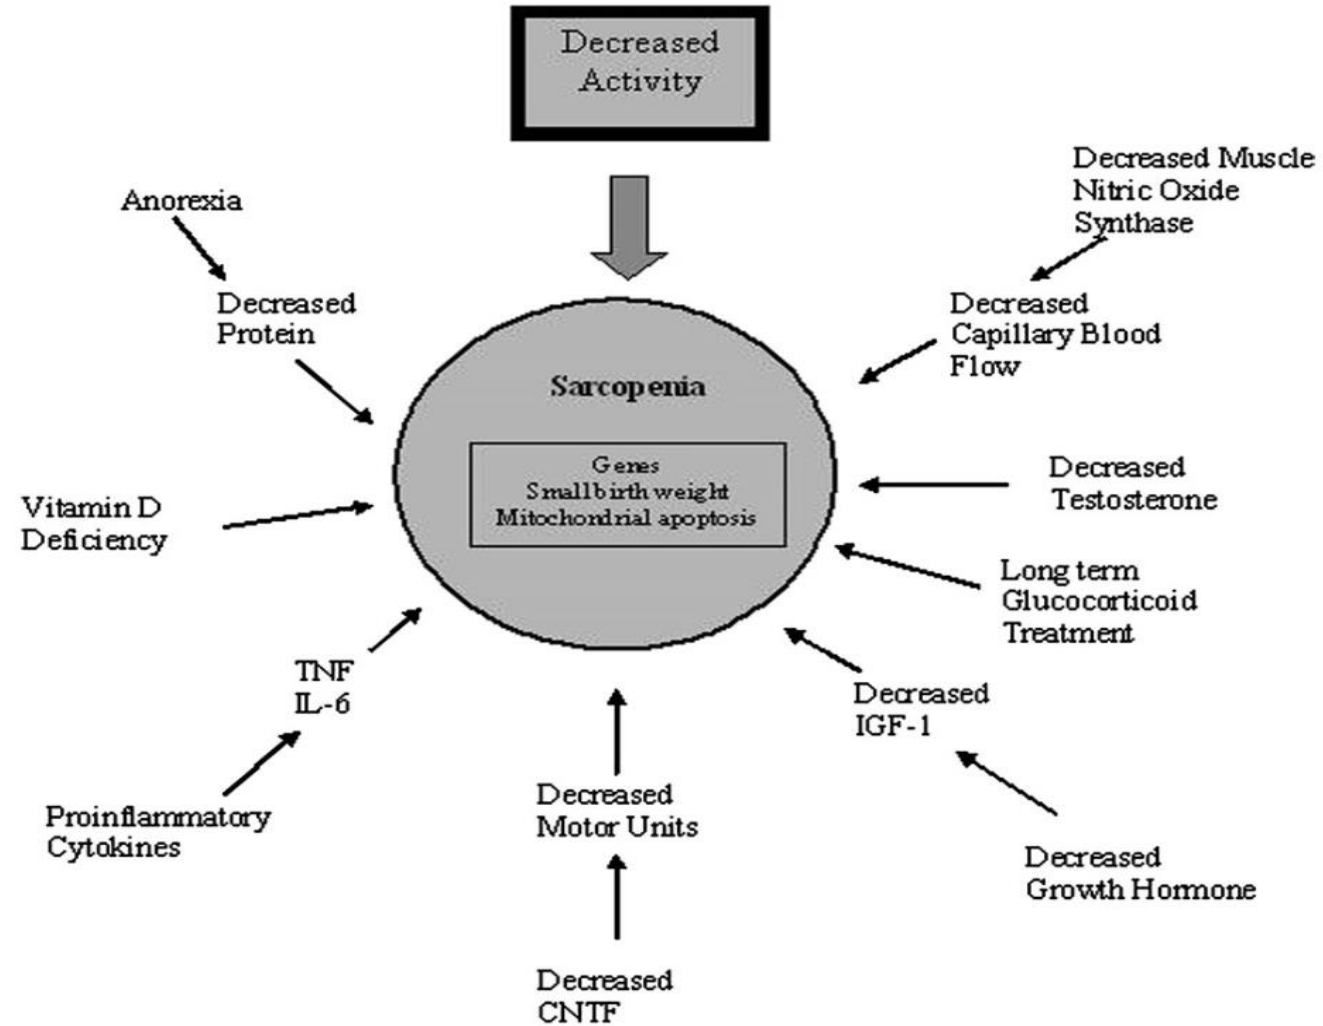 Decreased
Activity
Anorexia
Decreased
Protein
Vitamin D
Deficiency
TNF
IL-6
Proinflammatory
Cytokines
Sarcopenia
Genes
Small birth weight
Mitochondrial apoptosis
Decreased
Motor Units
Decreased
CNTF
Decreased Muscle
Nitric Oxide
Synthase
Decreased
Capillary Blood
Flow
Decreased
Testosterone
Long term
Glucocorticoid
Treatment
Decreased
IGF-1
Decreased
Growth Hormone